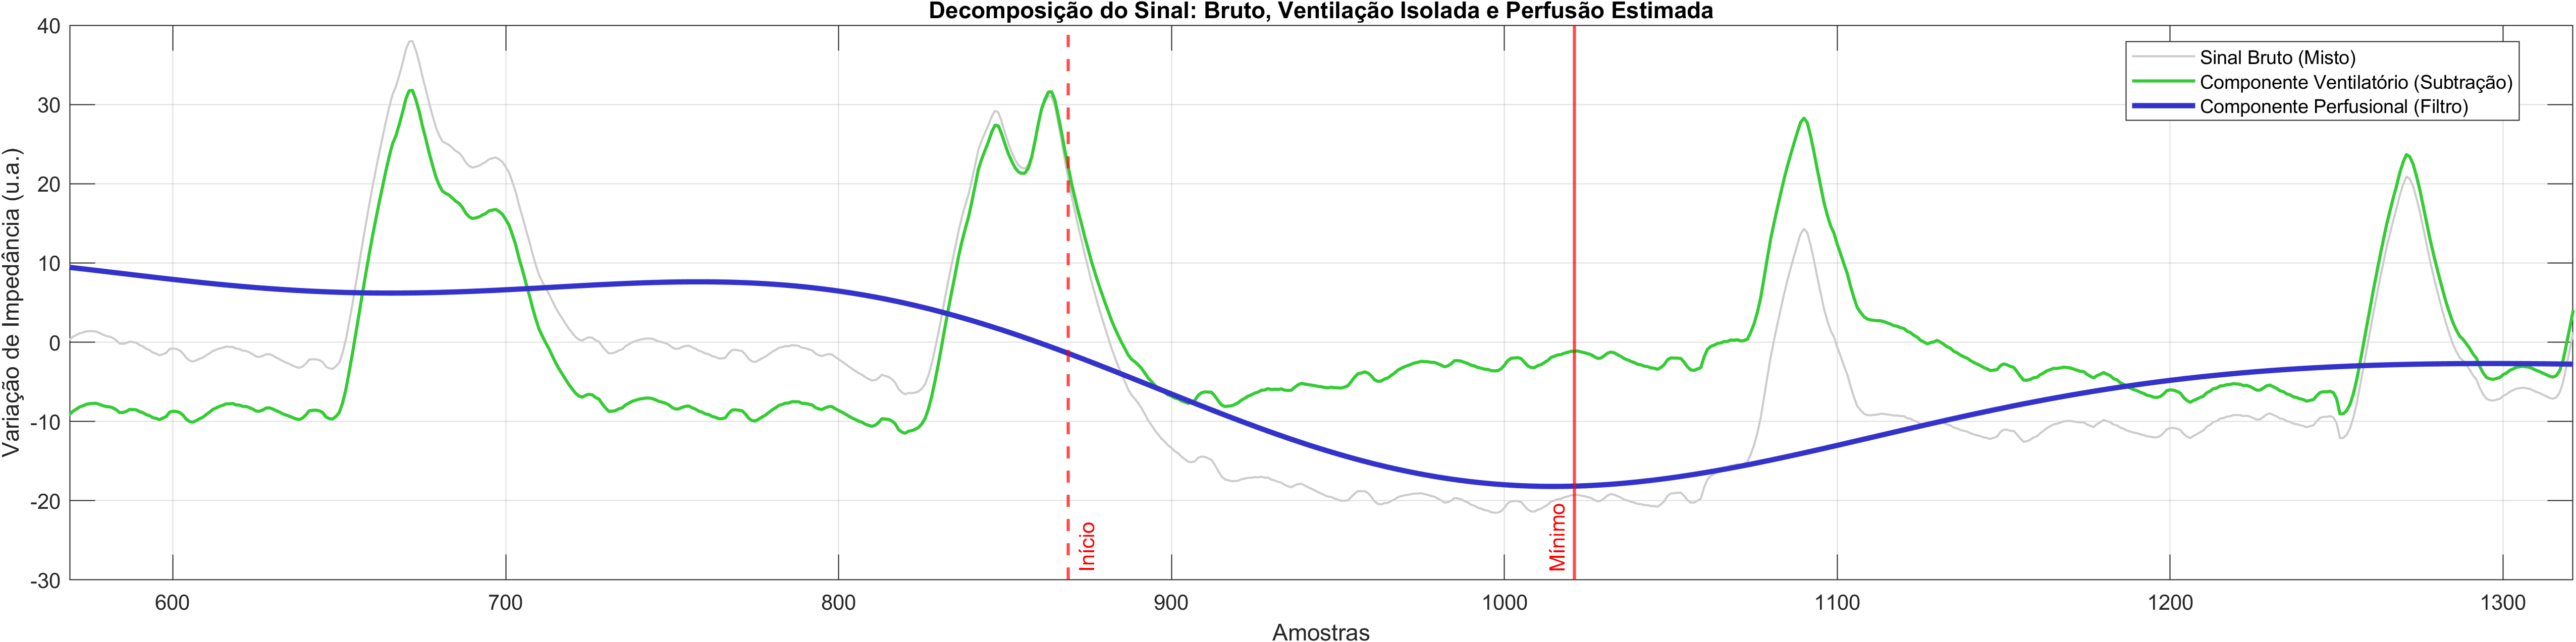 Decomposição do Sinal: Bruto, Ventilação Isolada e Perfusão Estimada
Sinal Bruto (Misto)
Componente Ventilatório (Subtração)
Componente Perfusional (Filtro)
Variação de Impedância (u.a.)
40
30
20
10
0
-10
-20
-30
Início
Mínimo
600
700
800
900
1000
1100
1200
1300
Amostras